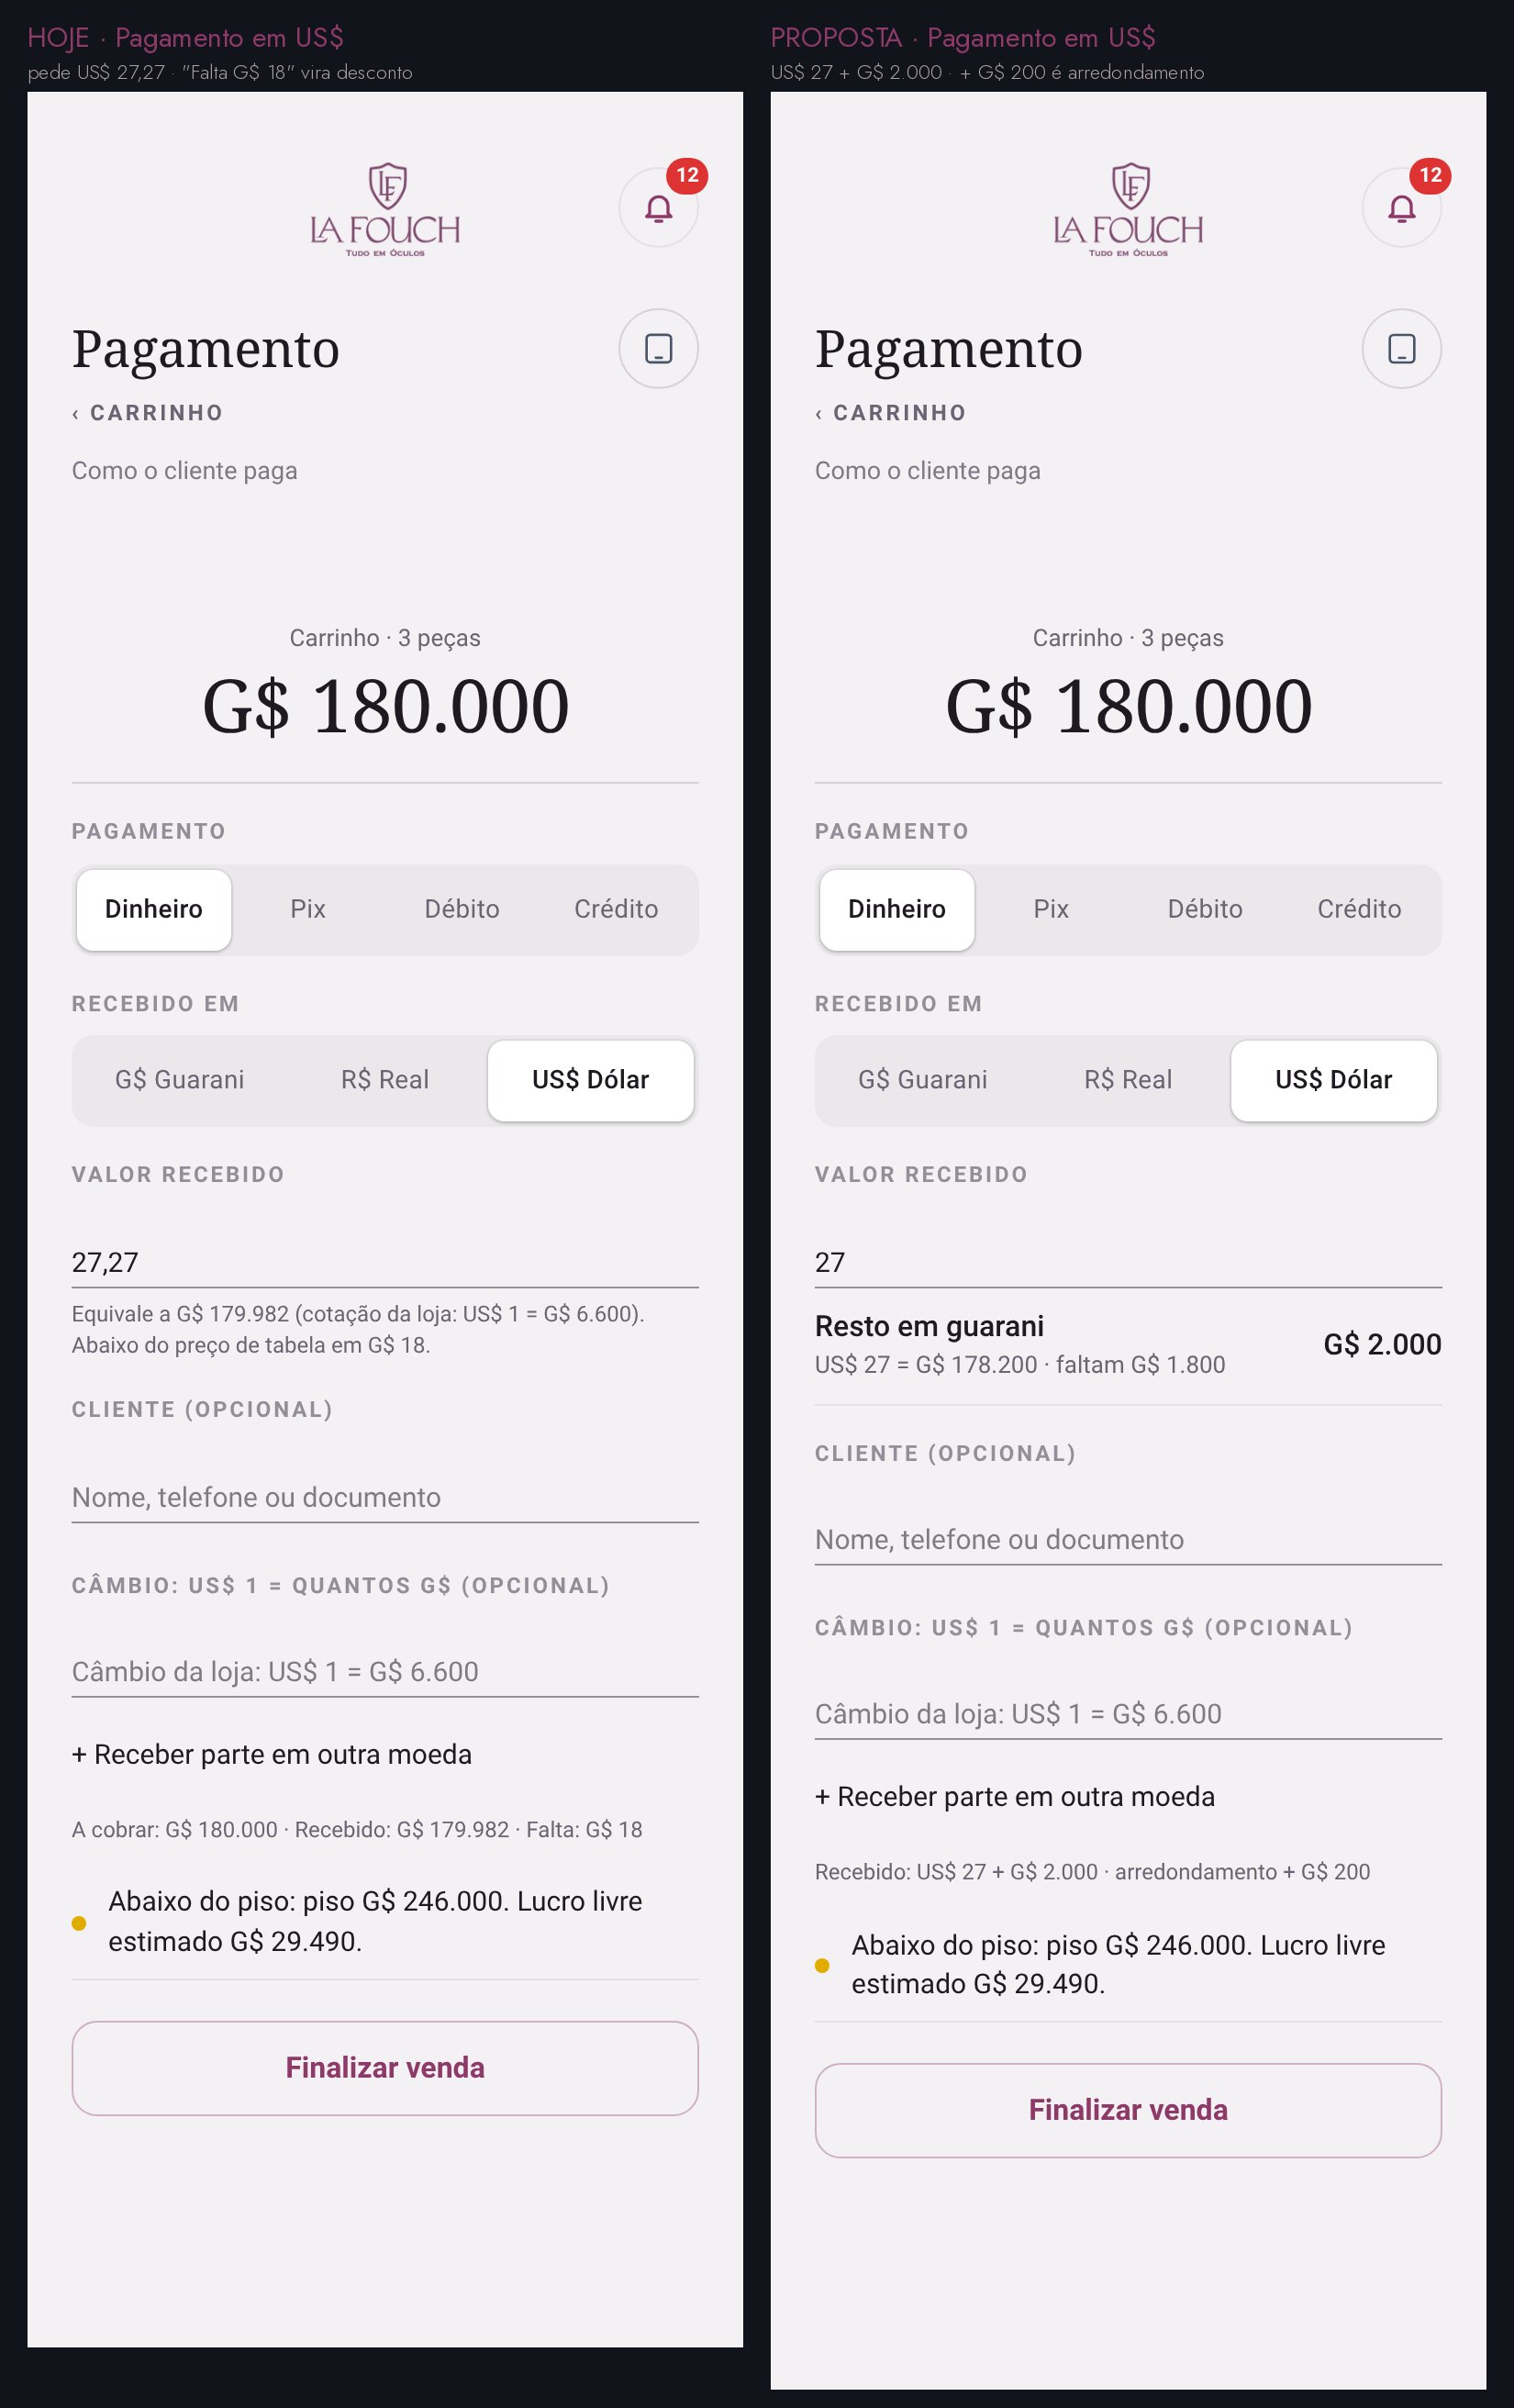 HOJE · Pagamento em US$
pede US$ 27,27 · "Falta G$ 18" vira desconto
12
LF
LA FOUCH
TUDO EM ÓCULOS
Pagamento
‹ CARRINHO
Como o cliente paga
Carrinho · 3 peças
G$ 180.000
PAGAMENTO
Dinheiro Pix Débito Crédito
RECEBIDO EM
G$ Guarani R$ Real US$ Dólar
VALOR RECEBIDO
27,27
Equivale a G$ 179.982 (cotação da loja: US$ 1 = G$ 6.600).
Abaixo do preço de tabela em G$ 18.
CLIENTE (OPCIONAL)
Nome, telefone ou documento
CÂMBIO: US$ 1 = QUANTOS G$ (OPCIONAL)
Câmbio da loja: US$ 1 = G$ 6.600
+ Receber parte em outra moeda
A cobrar: G$ 180.000 · Recebido: G$ 179.982 · Falta: G$ 18
Abaixo do piso: piso G$ 246.000. Lucro livre
estimado G$ 29.490.
Finalizar venda
PROPOSTA · Pagamento em US$
US$ 27 + G$ 2.000 · + G$ 200 é arredondamento
12
LF
LA FOUCH
TUDO EM ÓCULOS
Pagamento
‹ CARRINHO
Como o cliente paga
Carrinho · 3 peças
G$ 180.000
PAGAMENTO
Dinheiro Pix Débito Crédito
RECEBIDO EM
G$ Guarani R$ Real US$ Dólar
VALOR RECEBIDO
27
Resto em guarani
G$ 2.000
US$ 27 = G$ 178.200 · faltam G$ 1.800
CLIENTE (OPCIONAL)
Nome, telefone ou documento
CÂMBIO: US$ 1 = QUANTOS G$ (OPCIONAL)
Câmbio da loja: US$ 1 = G$ 6.600
+ Receber parte em outra moeda
Recebido: US$ 27 + G$ 2.000 · arredondamento + G$ 200
Abaixo do piso: piso G$ 246.000. Lucro livre
estimado G$ 29.490.
Finalizar venda